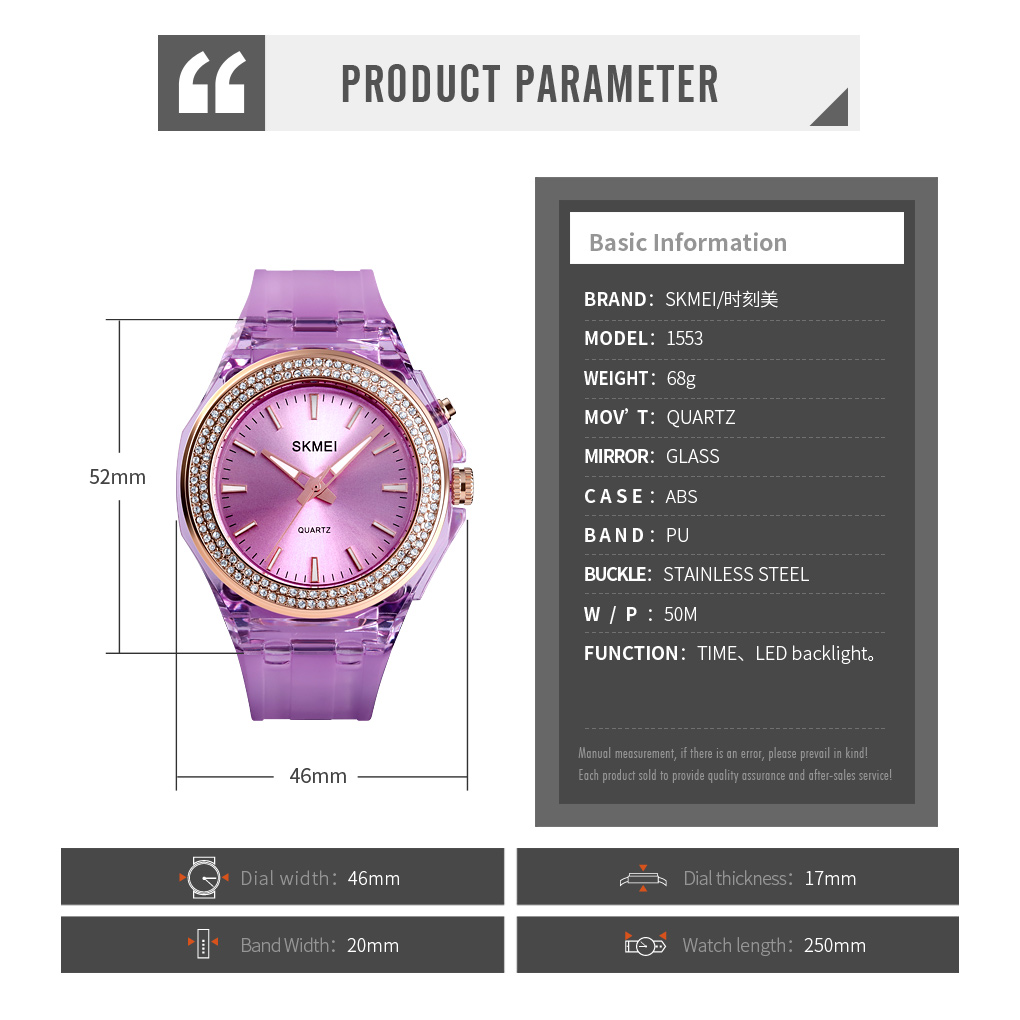 PRODUCT PARAMETER
Basic Information
BRAND: SKMEI/时刻美
MODEL: 1553
WEIGHT: 68g
MOV'T: QUARTZ
MIRROR: GLASS
CASE: ABS
BAND: PU
BUCKLE: STAINLESS STEEL
W/P: 50M
FUNCTION: TIME、LED backlight。
Manual measurement, if there is an error, please prevail in kind!
Each product sold to provide quality assurance and after-sales service!
52mm
SKMEI
QUARTZ
46mm
Dial width: 46mm
Dial thickness: 17mm
Band Width: 20mm
Watch length: 250mm